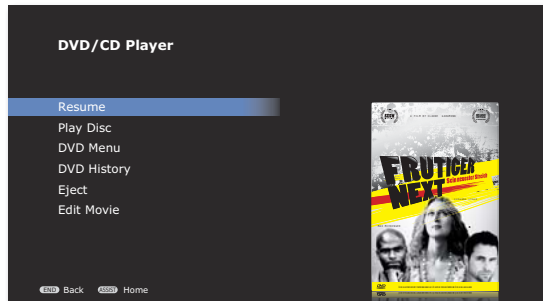 DVD/CD Player
Resume
Play Disc
DVD Menu
DVD History
Eject
Edit Movie
FRUTIGER
NEXT
END Back ASSIST Home